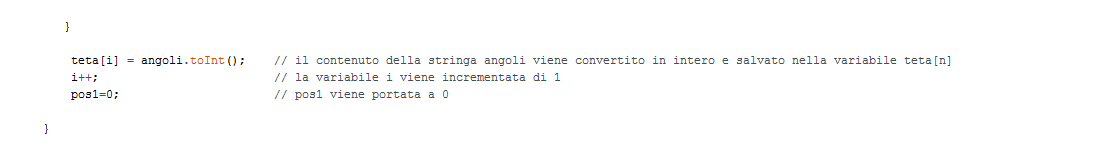 }
teta[i] = angoli.toInt();    // il contenuto della stringa angoli viene convertito in intero e salvato nella variabile teta[n]
i++;                         // la variabile i viene incrementata di 1
pos1=0;                      // pos1 viene portata a 0
}